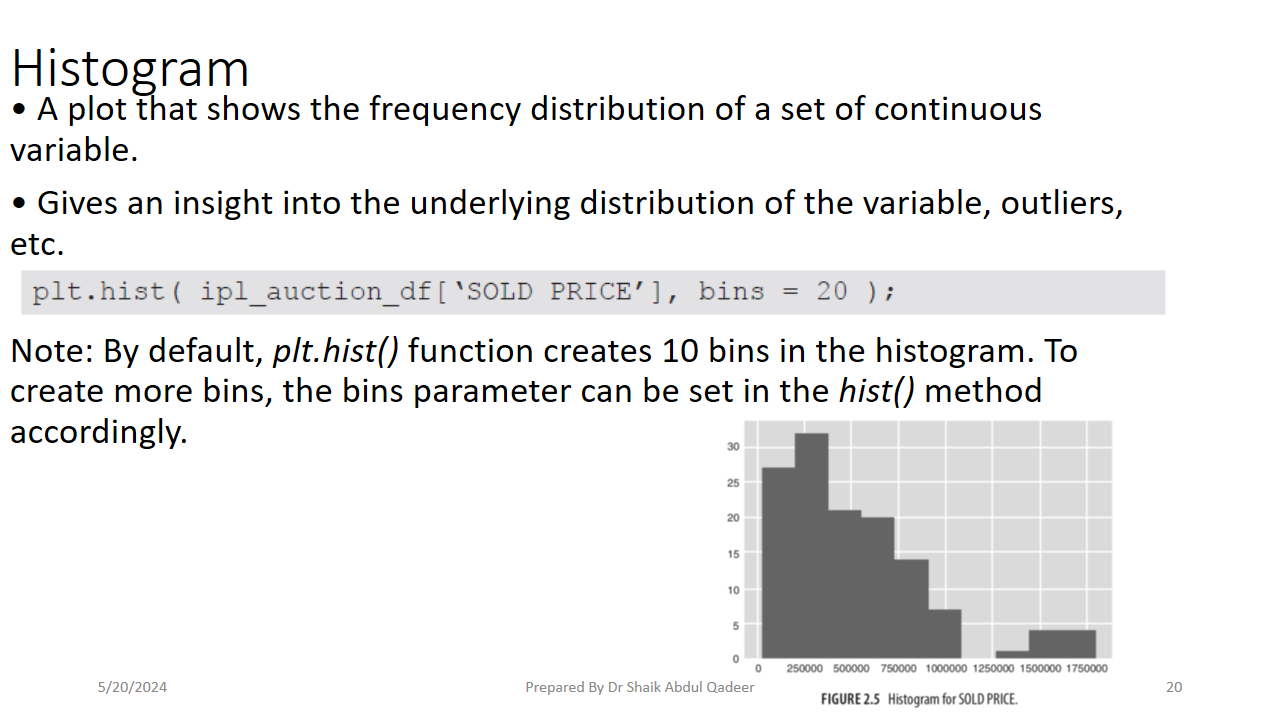 Histogram
• A plot that shows the frequency distribution of a set of continuous
variable.
• Gives an insight into the underlying distribution of the variable, outliers,
etc.
plt.hist( ipl_auction_df[‘SOLD PRICE’], bins = 20 );
Note: By default, plt.hist() function creates 10 bins in the histogram. To
create more bins, the bins parameter can be set in the hist() method
accordingly.
30
25
20
15
10
5
0
0 250000 500000 750000 1000000 1250000 1500000 1750000
FIGURE 2.5 Histogram for SOLD PRICE.
5/20/2024 Prepared By Dr Shaik Abdul Qadeer 20